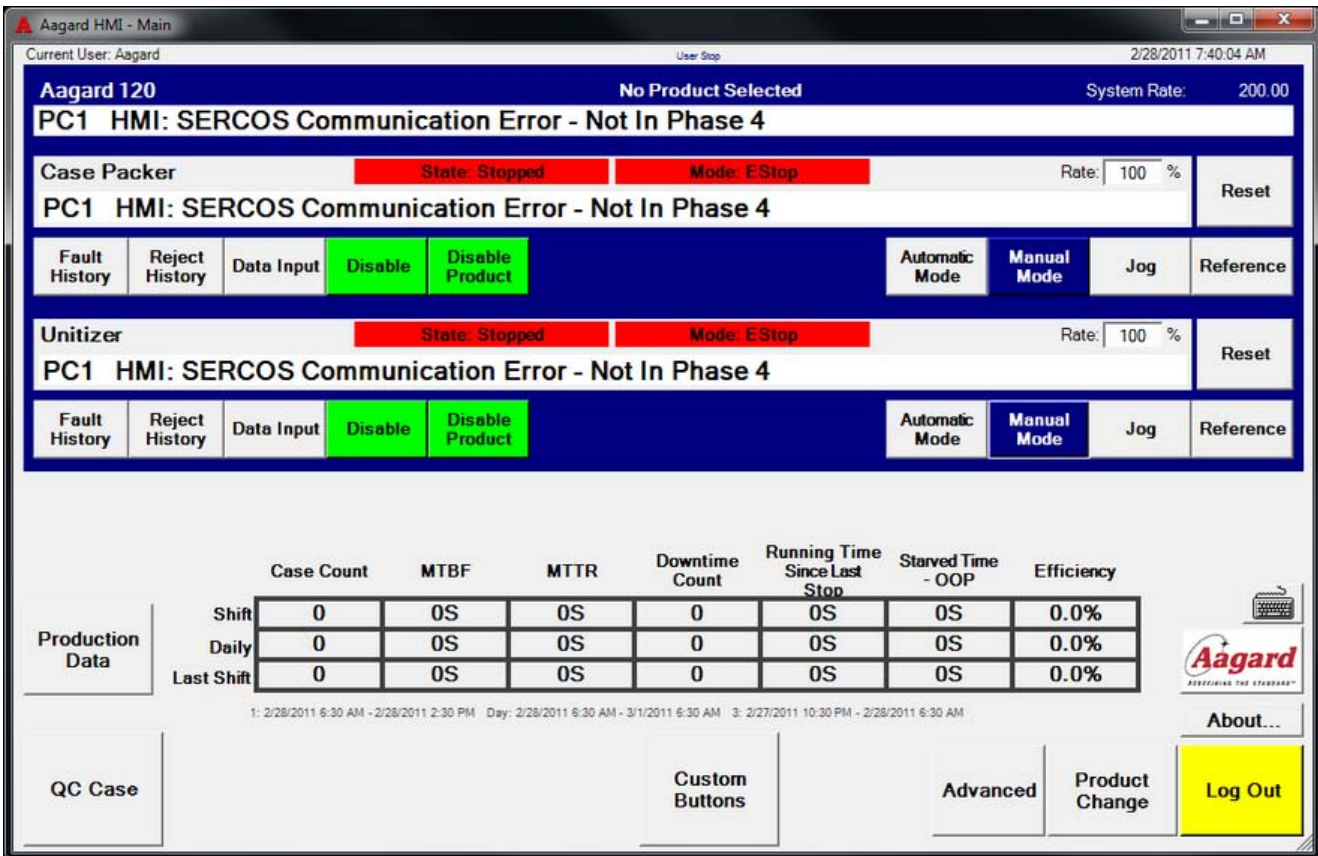 Aagard HMI - Main
Current User: Aagard User Stop 2/28/2011 7:40:04 AM
Aagard 120 No Product Selected System Rate: 200.00
PC1 HMI: SERCOS Communication Error - Not In Phase 4
Case Packer State: Stopped Mode: EStop Rate: 100 %
Reset
PC1 HMI: SERCOS Communication Error - Not In Phase 4
Fault History Reject History Data Input Disable Disable Product Automatic Mode Manual Mode Jog Reference
Unitizer State: Stopped Mode: EStop Rate: 100 %
Reset
PC1 HMI: SERCOS Communication Error - Not In Phase 4
Fault History Reject History Data Input Disable Disable Product Automatic Mode Manual Mode Jog Reference
Case Count MTBF MTTR Downtime Count Running Time Since Last Stop Starved Time - OOP Efficiency
Shift 0 0S 0S 0 0S 0S 0.0%
Production Data
Daily 0 0S 0S 0 0S 0S 0.0%
Last Shift 0 0S 0S 0 0S 0S 0.0%
Aagard
REDEFINING THE STANDARD™
1: 2/28/2011 6:30 AM - 2/28/2011 2:30 PM Day: 2/28/2011 6:30 AM - 3/1/2011 6:30 AM 3: 2/27/2011 10:30 PM - 2/28/2011 6:30 AM
About...
QC Case Custom Buttons Advanced Product Change Log Out